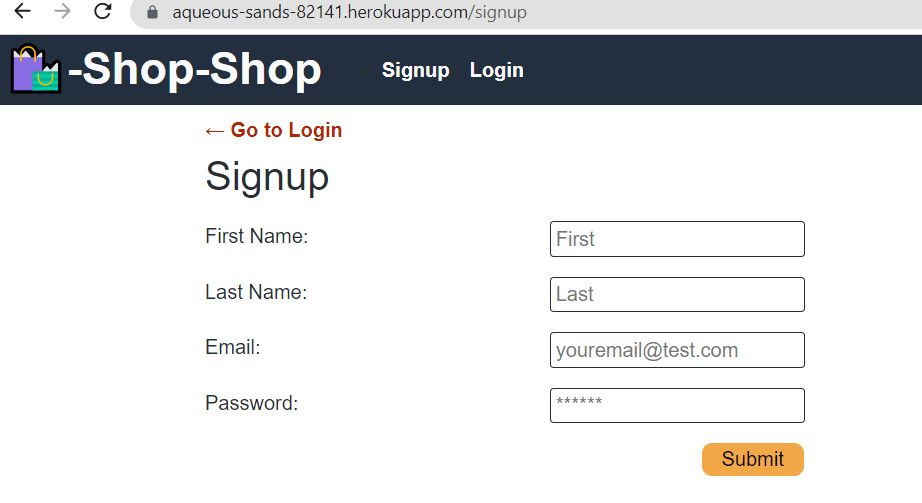 aqueous-sands-82141.herokuapp.com/signup
-Shop-Shop Signup Login
← Go to Login
Signup
First Name: First
Last Name: Last
Email: youremail@test.com
Password: ******
Submit